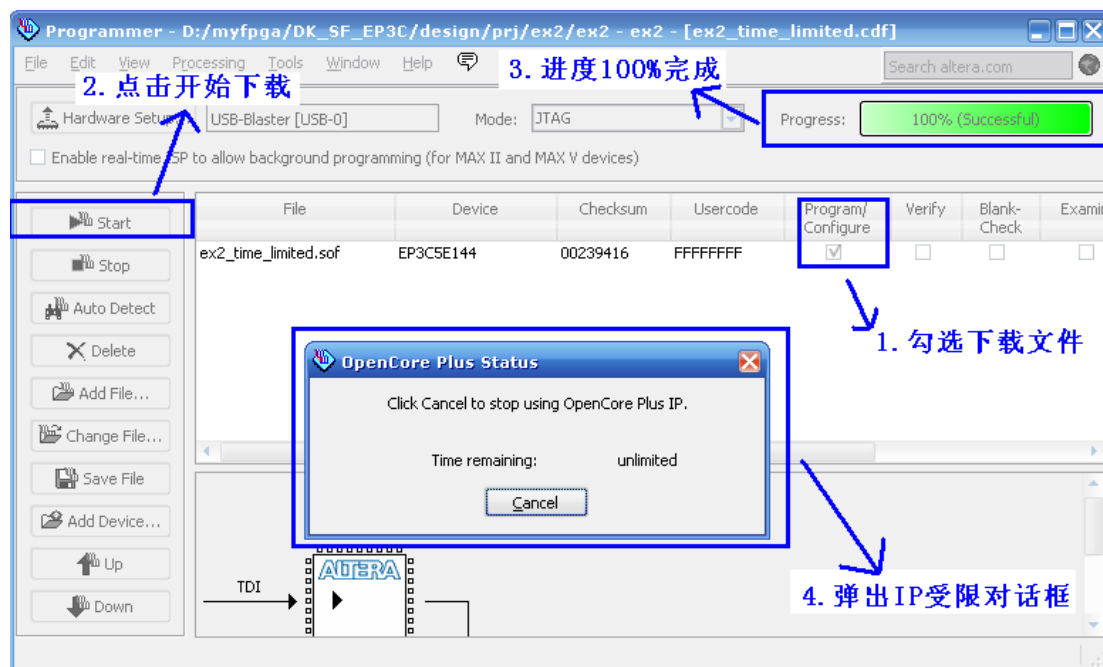 Programmer - D:/myfpga/DK_SF_EP3C/design/prj/ex2/ex2 - ex2 - [ex2_time_limited.cdf]
File Edit View Processing Tools Window Help
Search altera.com
3. 进度100%完成
2. 点击开始下载
Hardware Setup
USB-Blaster [USB-0]
Mode: JTAG
Progress: 100% (Successful)
Enable real-time ISP to allow background programming (for MAX II and MAX V devices)
Start
File Device Checksum Usercode Program/ Configure Verify Blank- Check Examin
ex2_time_limited.sof EP3C5E144 00239416 FFFFFFFF
Stop
Auto Detect
Delete
Add File...
Change File...
Save File
Add Device...
Up
Down
1. 勾选下载文件
OpenCore Plus Status
Click Cancel to stop using OpenCore Plus IP.
Time remaining: unlimited
Cancel
ALTERA
TDI
4. 弹出IP受限对话框